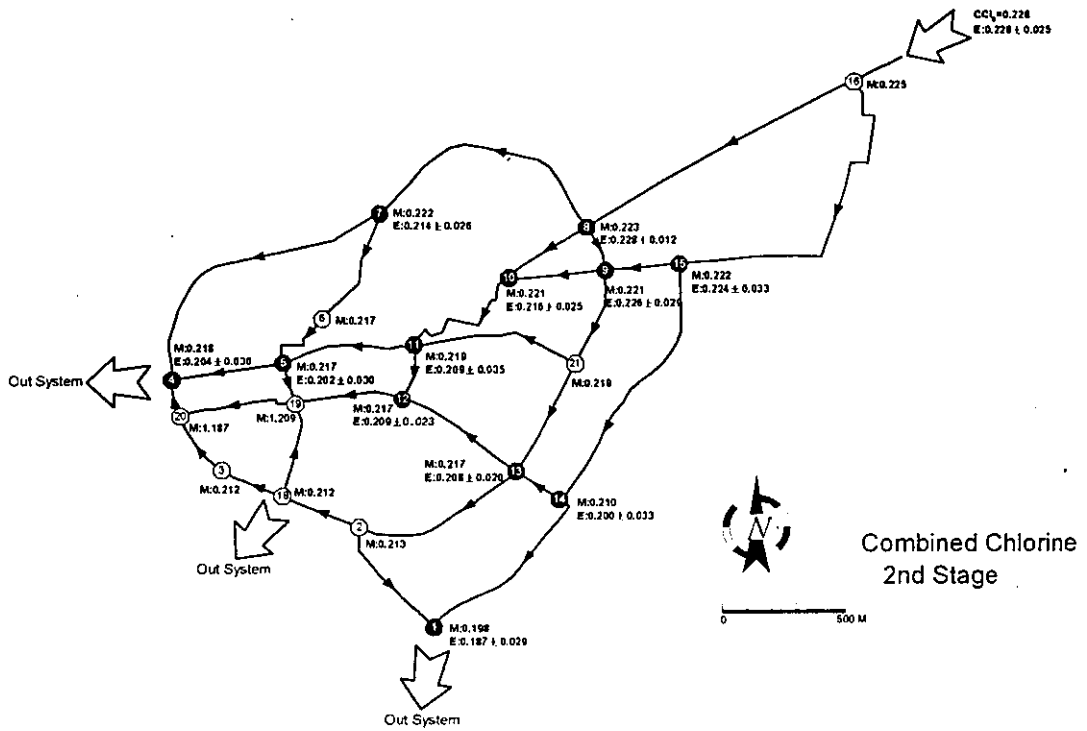 CCl₀=0.226
E:0.228 ± 0.025
16
M:0.225
7
M:0.222
E:0.214 ± 0.026
8
M:0.223
E:0.228 ± 0.012
10
M:0.221
E:0.216 ± 0.025
9
M:0.221
E:0.226 ± 0.029
15
M:0.222
E:0.224 ± 0.033
6
M:0.217
M:0.218
E:0.204 ± 0.030
4
Out System
5
M:0.217
E:0.202 ± 0.030
11
M:0.219
E:0.209 ± 0.035
21
M:0.219
20
M:1.187
19
M:1.209
12
M:0.217
E:0.209 ± 0.023
M:0.217
E:0.208 ± 0.020
13
3
M:0.212
18
M:0.212
14
M:0.210
E:0.200 ± 0.033
2
M:0.213
Out System
N
Combined Chlorine
2nd Stage
0
500 M
1
M:0.198
E:0.187 ± 0.029
Out System